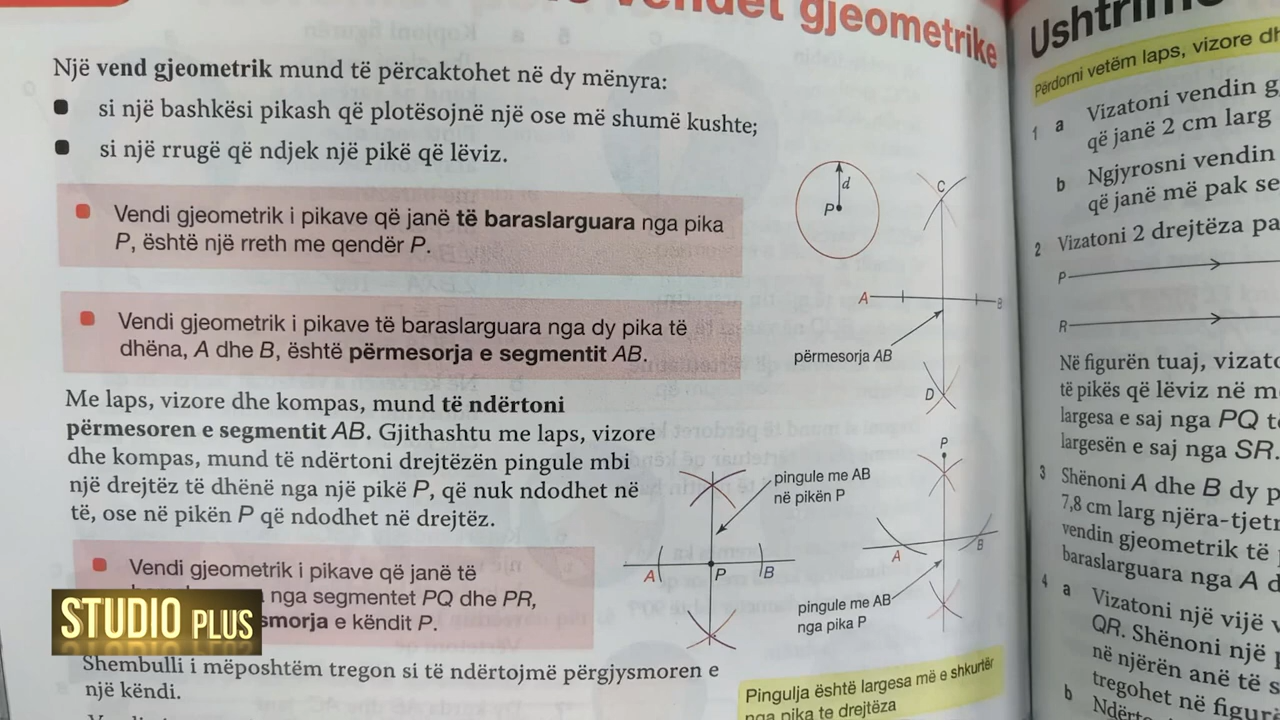 vendet gjeometrike
Një vend gjeometrik mund të përcaktohet në dy mënyra:
si një bashkësi pikash që plotësojnë një ose më shumë kushte;
si një rrugë që ndjek një pikë që lëviz.
Vendi gjeometrik i pikave që janë të baraslarguara nga pika
P, është një rreth me qendër P.
Vendi gjeometrik i pikave të baraslarguara nga dy pika të
dhëna, A dhe B, është përmesorja e segmentit AB.
d
P
C
A
B
përmesorja AB
D
Me laps, vizore dhe kompas, mund të ndërtoni
përmesoren e segmentit AB. Gjithashtu me laps, vizore
dhe kompas, mund të ndërtoni drejtëzën pingule mbi
një drejtëz të dhënë nga një pikë P, që nuk ndodhet në
të, ose në pikën P që ndodhet në drejtëz.
pingule me AB
në pikën P
A
P
B
P
A
B
pingule me AB
nga pika P
Vendi gjeometrik i pikave që janë të
nga segmentet PQ dhe PR,
smorja e këndit P.
STUDIO PLUS
Shembulli i mëposhtëm tregon si të ndërtojmë përgjysmoren e
një këndi.
Pingulja është largesa më e shkurtër
nga pika te drejtëza
Përdorni vetëm laps, vizore
1 a Vizatoni vendin
që janë 2 cm larg
b Ngjyrosni vendin
që janë më pak se
2 Vizatoni 2 drejtëza
P
R
Në figurën tuaj,
të pikës që lëviz në
largesa e saj nga PQ
largesën e saj nga SR.
3 Shënoni A dhe B dy
7,8 cm larg
vendin gjeometrik të
baraslarguara nga A
4 a Vizatoni një vijë
QR. Shënoni një
në njërën anë të
tregohet në
b